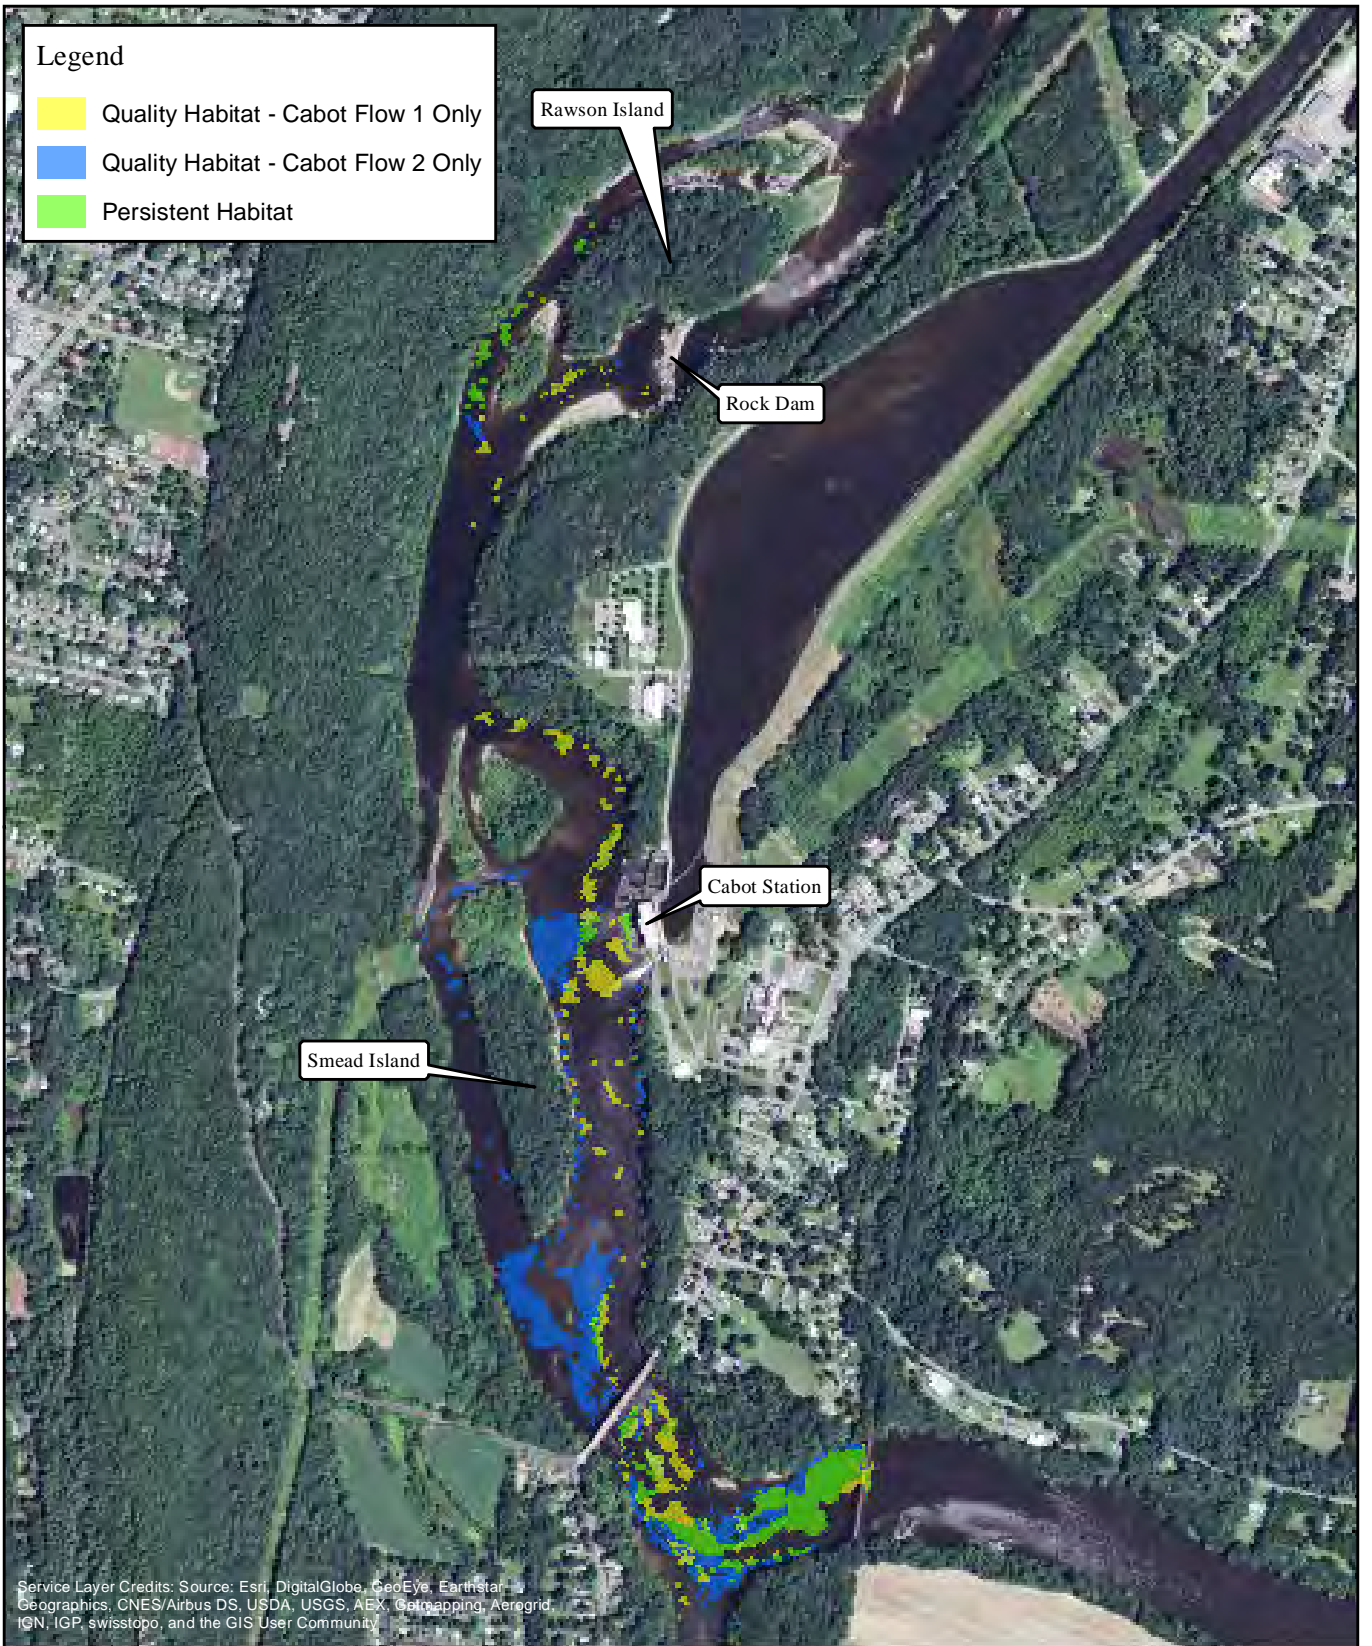 Legend
Quality Habitat - Cabot Flow 1 Only
Quality Habitat - Cabot Flow 2 Only
Persistent Habitat
Rawson Island
Rock Dam
Cabot Station
Smead Island
Service Layer Credits: Source: Esri, DigitalGlobe, GeoEye, Earthstar
Geographics, CNES/Airbus DS, USDA, USGS, AEX, Getmapping, Aerogrid,
IGN, IGP, swisstopo, and the GIS User Community